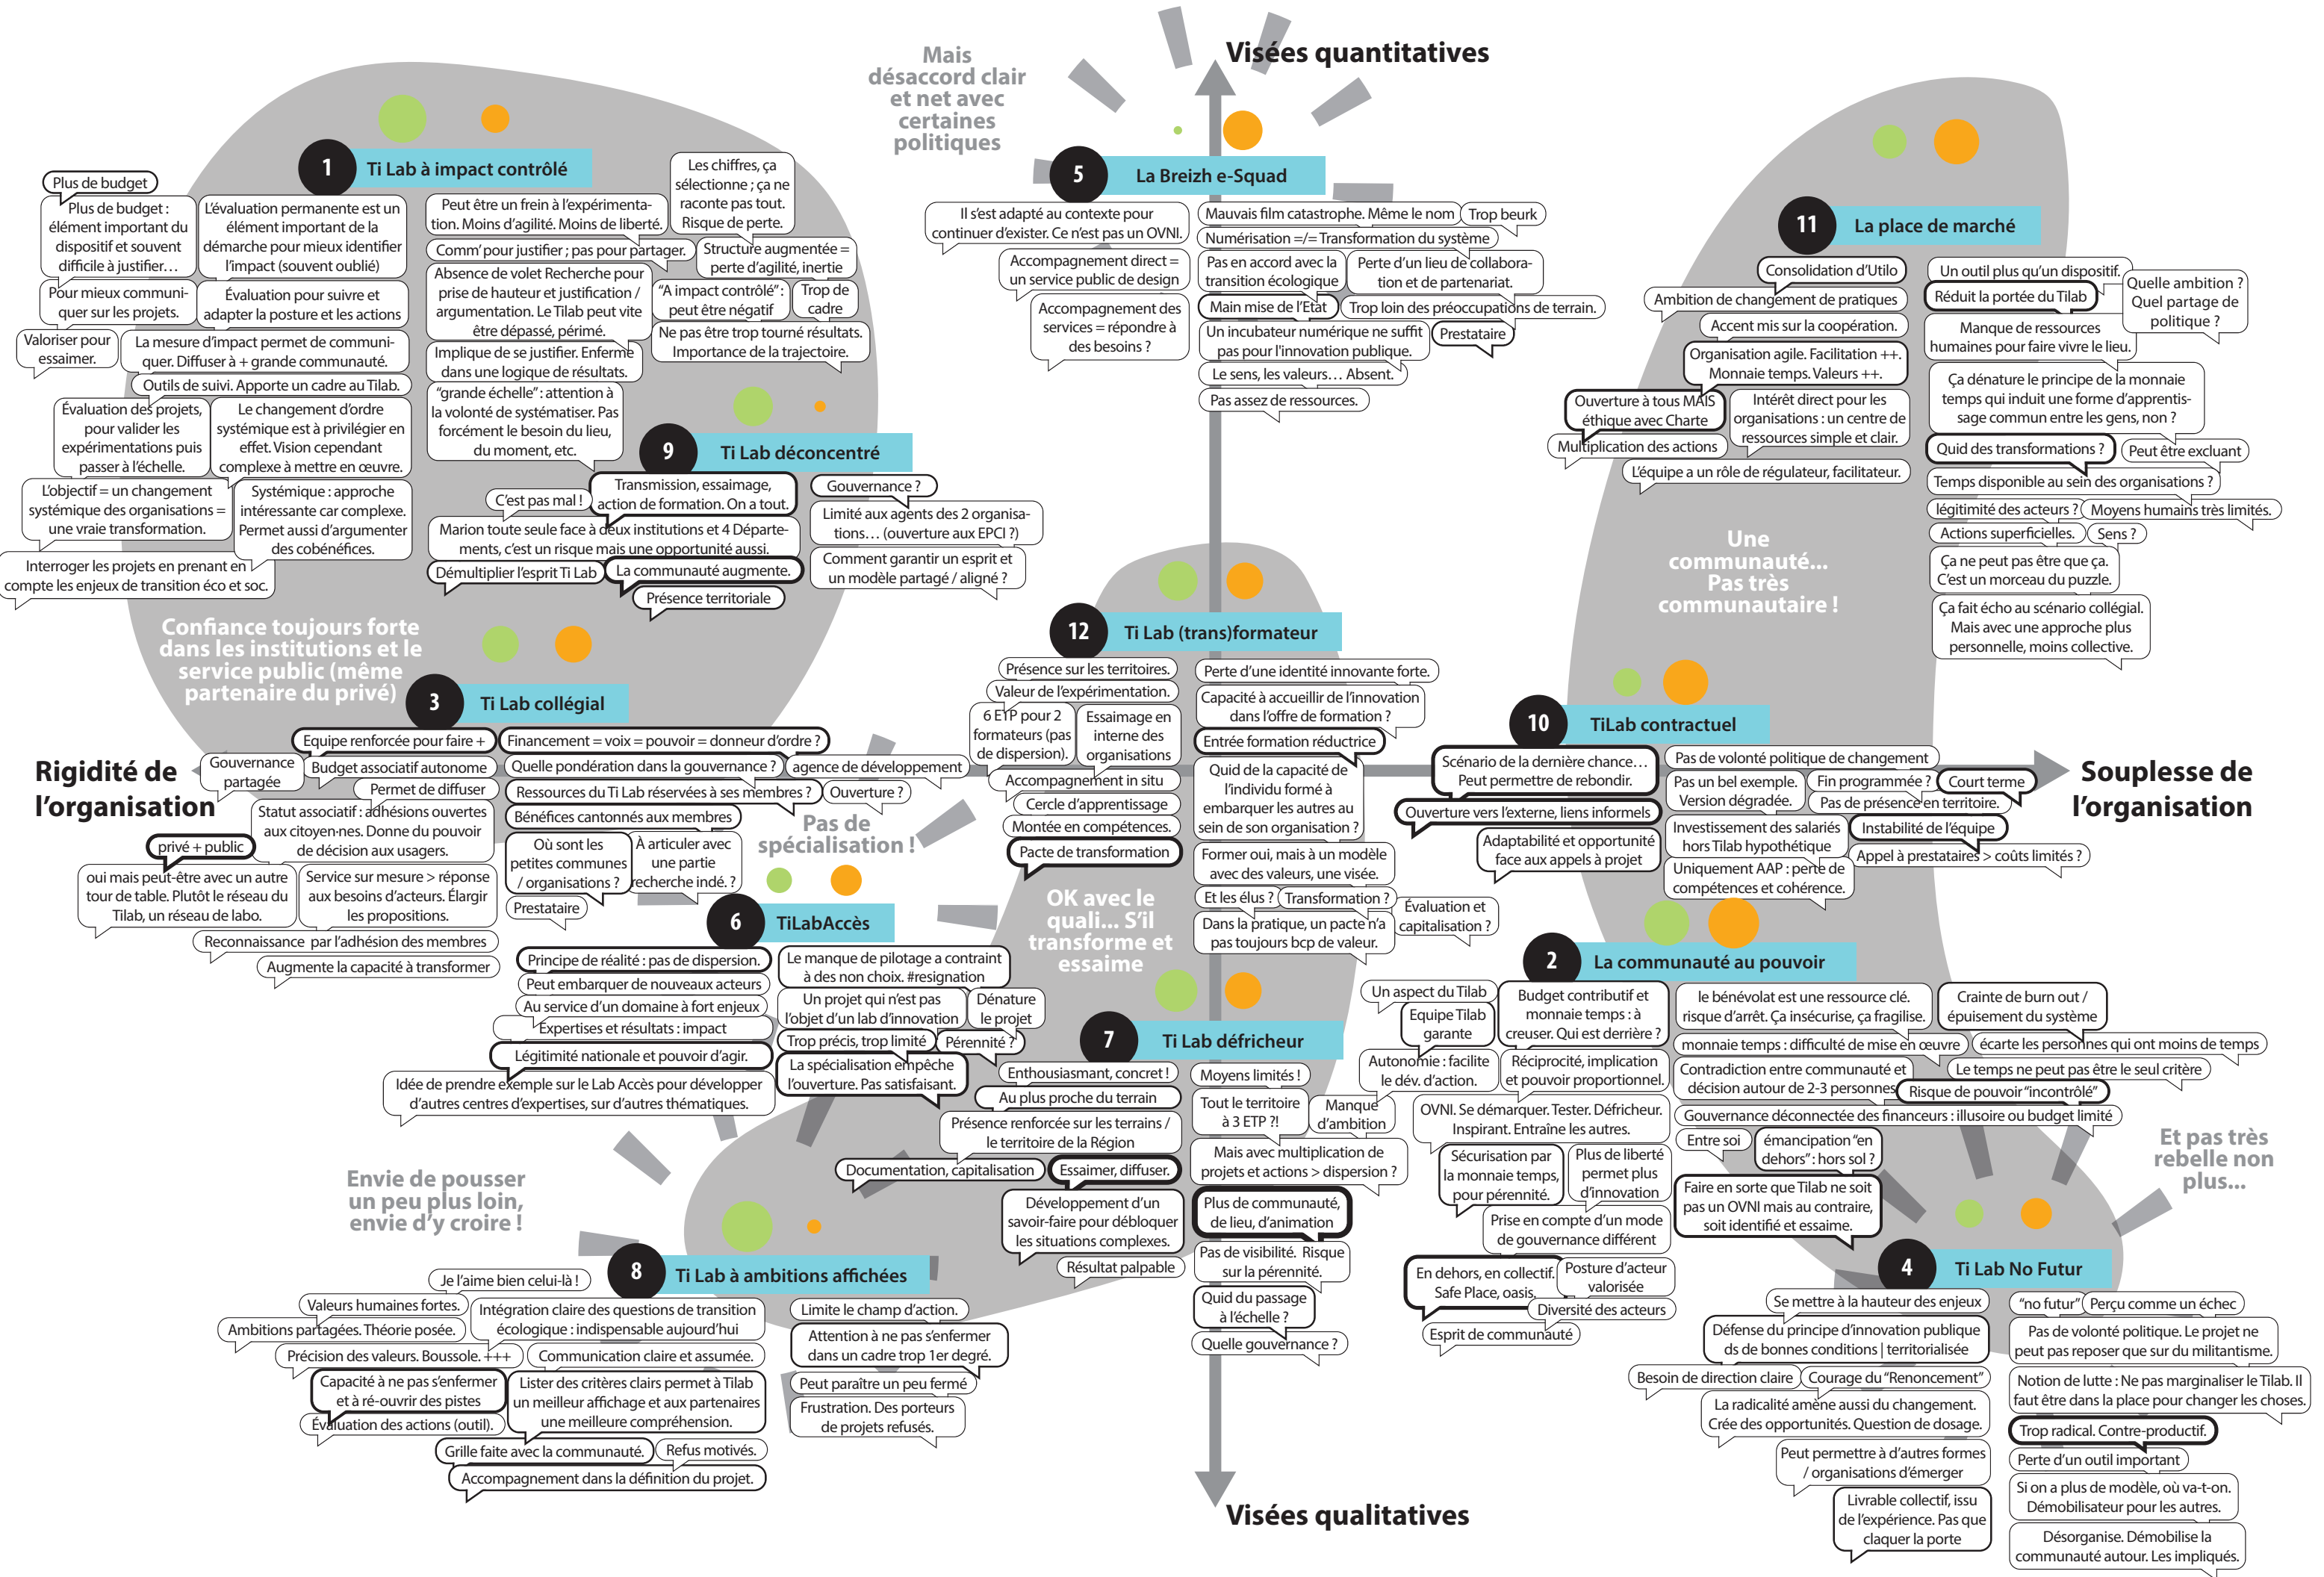 Visées quantitatives
Mais
désaccord clair
et net avec
certaines
politiques
1
Ti Lab à impact contrôlé
Plus de budget
Plus de budget :
élément important du
dispositif et souvent
difficile à justifier…
L’évaluation permanente est un
élément important de la
démarche pour mieux identifier
l’impact (souvent oublié)
Pour mieux communi-
quer sur les projets.
Évaluation pour suivre et
adapter la posture et les actions
Valoriser pour
essaimer.
La mesure d’impact permet de communi-
quer. Diffuser à + grande communauté.
Outils de suivi. Apporte un cadre au Tilab.
Évaluation des projets,
pour valider les
expérimentations puis
passer à l’échelle.
Le changement d’ordre
systémique est à privilégier en
effet. Vision cependant
complexe à mettre en œuvre.
L’objectif = un changement
systémique des organisations =
une vraie transformation.
Systémique : approche
intéressante car complexe.
Permet aussi d’argumenter
des cobénéfices.
Interroger les projets en prenant en
compte les enjeux de transition éco et soc.
Peut être un frein à l’expérimenta-
tion. Moins d’agilité. Moins de liberté.
Les chiffres, ça
sélectionne ; ça ne
raconte pas tout.
Risque de perte.
Comm’ pour justifier ; pas pour partager.
Structure augmentée =
perte d’agilité, inertie
Absence de volet Recherche pour
prise de hauteur et justification /
argumentation. Le Tilab peut vite
être dépassé, périmé.
“A impact contrôlé” :
peut être négatif
Trop de
cadre
Ne pas être trop tourné résultats.
Importance de la trajectoire.
Implique de se justifier. Enferme
dans une logique de résultats.
“grande échelle” : attention à
la volonté de systématiser. Pas
forcément le besoin du lieu,
du moment, etc.
9
Ti Lab déconcentré
C’est pas mal !
Transmission, essaimage,
action de formation. On a tout.
Marion toute seule face à deux institutions et 4 Départe-
ments, c’est un risque mais une opportunité aussi.
Démultiplier l’esprit Ti Lab
La communauté augmente.
Présence territoriale
Gouvernance ?
Limité aux agents des 2 organisa-
tions… (ouverture aux EPCI ?)
Comment garantir un esprit et
un modèle partagé / aligné ?
Confiance toujours forte
dans les institutions et le
service public (même
partenaire du privé)
5
La Breizh e-Squad
Il s’est adapté au contexte pour
continuer d’exister. Ce n’est pas un OVNI.
Accompagnement direct =
un service public de design
Accompagnement des
services = répondre à
des besoins ?
Mauvais film catastrophe. Même le nom
Trop beurk
Numérisation =/= Transformation du système
Pas en accord avec la
transition écologique
Perte d’un lieu de collabora-
tion et de partenariat.
Main mise de l’Etat
Trop loin des préoccupations de terrain.
Un incubateur numérique ne suffit
pas pour l’innovation publique.
Prestataire
Le sens, les valeurs… Absent.
Pas assez de ressources.
11
La place de marché
Consolidation d’Utilo
Ambition de changement de pratiques
Accent mis sur la coopération.
Organisation agile. Facilitation ++.
Monnaie temps. Valeurs ++.
Ouverture à tous MAIS
éthique avec Charte
Intérêt direct pour les
organisations : un centre de
ressources simple et clair.
Multiplication des actions
L’équipe a un rôle de régulateur, facilitateur.
Un outil plus qu’un dispositif.
Réduit la portée du Tilab
Quelle ambition ?
Quel partage de
politique ?
Manque de ressources
humaines pour faire vivre le lieu.
Ça dénature le principe de la monnaie
temps qui induit une forme d’apprentis-
sage commun entre les gens, non ?
Quid des transformations ?
Peut être excluant
Temps disponible au sein des organisations ?
légitimité des acteurs ?
Moyens humains très limités.
Actions superficielles.
Sens ?
Ça ne peut pas être que ça.
C’est un morceau du puzzle.
Ça fait écho au scénario collégial.
Mais avec une approche plus
personnelle, moins collective.
Une
communauté…
Pas très
communautaire !
Rigidité de
l’organisation
3
Ti Lab collégial
Equipe renforcée pour faire +
Gouvernance
partagée
Budget associatif autonome
Permet de diffuser
Statut associatif : adhésions ouvertes
aux citoyen·nes. Donne du pouvoir
de décision aux usagers.
privé + public
oui mais peut-être avec un autre
tour de table. Plutôt le réseau du
Tilab, un réseau de labo.
Service sur mesure > réponse
aux besoins d’acteurs. Élargir
les propositions.
Reconnaissance par l’adhésion des membres
Augmente la capacité à transformer
Financement = voix = pouvoir = donneur d’ordre ?
Quelle pondération dans la gouvernance ?
agence de développement
Ressources du Ti Lab réservées à ses membres ?
Ouverture ?
Bénéfices cantonnés aux membres
Où sont les
petites communes
/ organisations ?
À articuler avec
une partie
recherche indé. ?
Prestataire
Pas de
spécialisation !
6
TiLabAccès
Principe de réalité : pas de dispersion.
Peut embarquer de nouveaux acteurs
Au service d’un domaine à fort enjeux
Expertises et résultats : impact
Légitimité nationale et pouvoir d’agir.
Idée de prendre exemple sur le Lab Accès pour développer
d’autres centres d’expertises, sur d’autres thématiques.
Le manque de pilotage a contraint
à des non choix. #resignation
Un projet qui n’est pas
l’objet d’un lab d’innovation
Dénature
le projet
Trop précis, trop limité
Pérennité ?
La spécialisation empêche
l’ouverture. Pas satisfaisant.
12
Ti Lab (trans)formateur
Présence sur les territoires.
Valeur de l’expérimentation.
6 ETP pour 2
formateurs (pas
de dispersion).
Essaimage en
interne des
organisations
Accompagnement in situ
Cercle d’apprentissage
Montée en compétences.
Pacte de transformation
Perte d’une identité innovante forte.
Capacité à accueillir de l’innovation
dans l’offre de formation ?
Entrée formation réductrice
Quid de la capacité de
l’individu formé à
embarquer les autres au
sein de son organisation ?
Former oui, mais à un modèle
avec des valeurs, une visée.
Et les élus ?
Transformation ?
Évaluation et
capitalisation ?
Dans la pratique, un pacte n’a
pas toujours bcp de valeur.
OK avec le
quali… S’il
transforme et
essaime
10
TiLab contractuel
Scénario de la dernière chance…
Peut permettre de rebondir.
Ouverture vers l’externe, liens informels
Adaptabilité et opportunité
face aux appels à projet
Pas de volonté politique de changement
Pas un bel exemple.
Version dégradée.
Fin programmée ?
Court terme
Pas de présence en territoire.
Investissement des salariés
hors Tilab hypothétique
Instabilité de l’équipe
Appel à prestataires > coûts limités ?
Uniquement AAP : perte de
compétences et cohérence.
Souplesse de
l’organisation
7
Ti Lab défricheur
Enthousiasmant, concret !
Au plus proche du terrain
Présence renforcée sur les terrains /
le territoire de la Région
Documentation, capitalisation
Essaimer, diffuser.
Développement d’un
savoir-faire pour débloquer
les situations complexes.
Résultat palpable
Moyens limités !
Tout le territoire
à 3 ETP ?!
Manque
d’ambition
Mais avec multiplication de
projets et actions > dispersion ?
Plus de communauté,
de lieu, d’animation
Pas de visibilité. Risque
sur la pérennité.
Quid du passage
à l’échelle ?
Quelle gouvernance ?
2
La communauté au pouvoir
Un aspect du Tilab
Budget contributif et
monnaie temps : à
creuser. Qui est derrière ?
Equipe Tilab
garante
Autonomie : facilite
le dév. d’action.
Réciprocité, implication
et pouvoir proportionnel.
OVNI. Se démarquer. Tester. Défricheur.
Inspirant. Entraîne les autres.
Sécurisation par
la monnaie temps,
pour pérennité.
Plus de liberté
permet plus
d’innovation
Prise en compte d’un mode
de gouvernance différent
En dehors, en collectif.
Safe Place, oasis,
Posture d’acteur
valorisée
Diversité des acteurs
Esprit de communauté
le bénévolat est une ressource clé.
risque d’arrêt. Ça insécurise, ça fragilise.
Crainte de burn out /
épuisement du système
monnaie temps : difficulté de mise en œuvre
écarte les personnes qui ont moins de temps
Contradiction entre communauté et
décision autour de 2-3 personnes
Le temps ne peut pas être le seul critère
Risque de pouvoir “incontrôlé”
Gouvernance déconnectée des financeurs : illusoire ou budget limité
Entre soi
émancipation “en
dehors” : hors sol ?
Faire en sorte que Tilab ne soit
pas un OVNI mais au contraire,
soit identifié et essaime.
Et pas très
rebelle non
plus…
Envie de pousser
un peu plus loin,
envie d’y croire !
8
Ti Lab à ambitions affichées
Je l’aime bien celui-là !
Valeurs humaines fortes.
Intégration claire des questions de transition
écologique : indispensable aujourd’hui
Ambitions partagées. Théorie posée.
Précision des valeurs. Boussole. +++
Communication claire et assumée.
Capacité à ne pas s’enfermer
et à ré-ouvrir des pistes
Lister des critères clairs permet à Tilab
un meilleur affichage et aux partenaires
une meilleure compréhension.
Évaluation des actions (outil).
Grille faite avec la communauté.
Refus motivés.
Accompagnement dans la définition du projet.
Limite le champ d’action.
Attention à ne pas s’enfermer
dans un cadre trop 1er degré.
Peut paraître un peu fermé
Frustration. Des porteurs
de projets refusés.
4
Ti Lab No Futur
Se mettre à la hauteur des enjeux
Défense du principe d’innovation publique
ds de bonnes conditions | territorialisée
Besoin de direction claire
Courage du “Renoncement”
La radicalité amène aussi du changement.
Crée des opportunités. Question de dosage.
Peut permettre à d’autres formes
/ organisations d’émerger
Livrable collectif, issu
de l’expérience. Pas que
claquer la porte
“no futur”
Perçu comme un échec
Pas de volonté politique. Le projet ne
peut pas reposer que sur du militantisme.
Notion de lutte : Ne pas marginaliser le Tilab. Il
faut être dans la place pour changer les choses.
Trop radical. Contre-productif.
Perte d’un outil important
Si on a plus de modèle, où va-t-on.
Démobilisateur pour les autres.
Désorganise. Démobilise la
communauté autour. Les impliqués.
Visées qualitatives